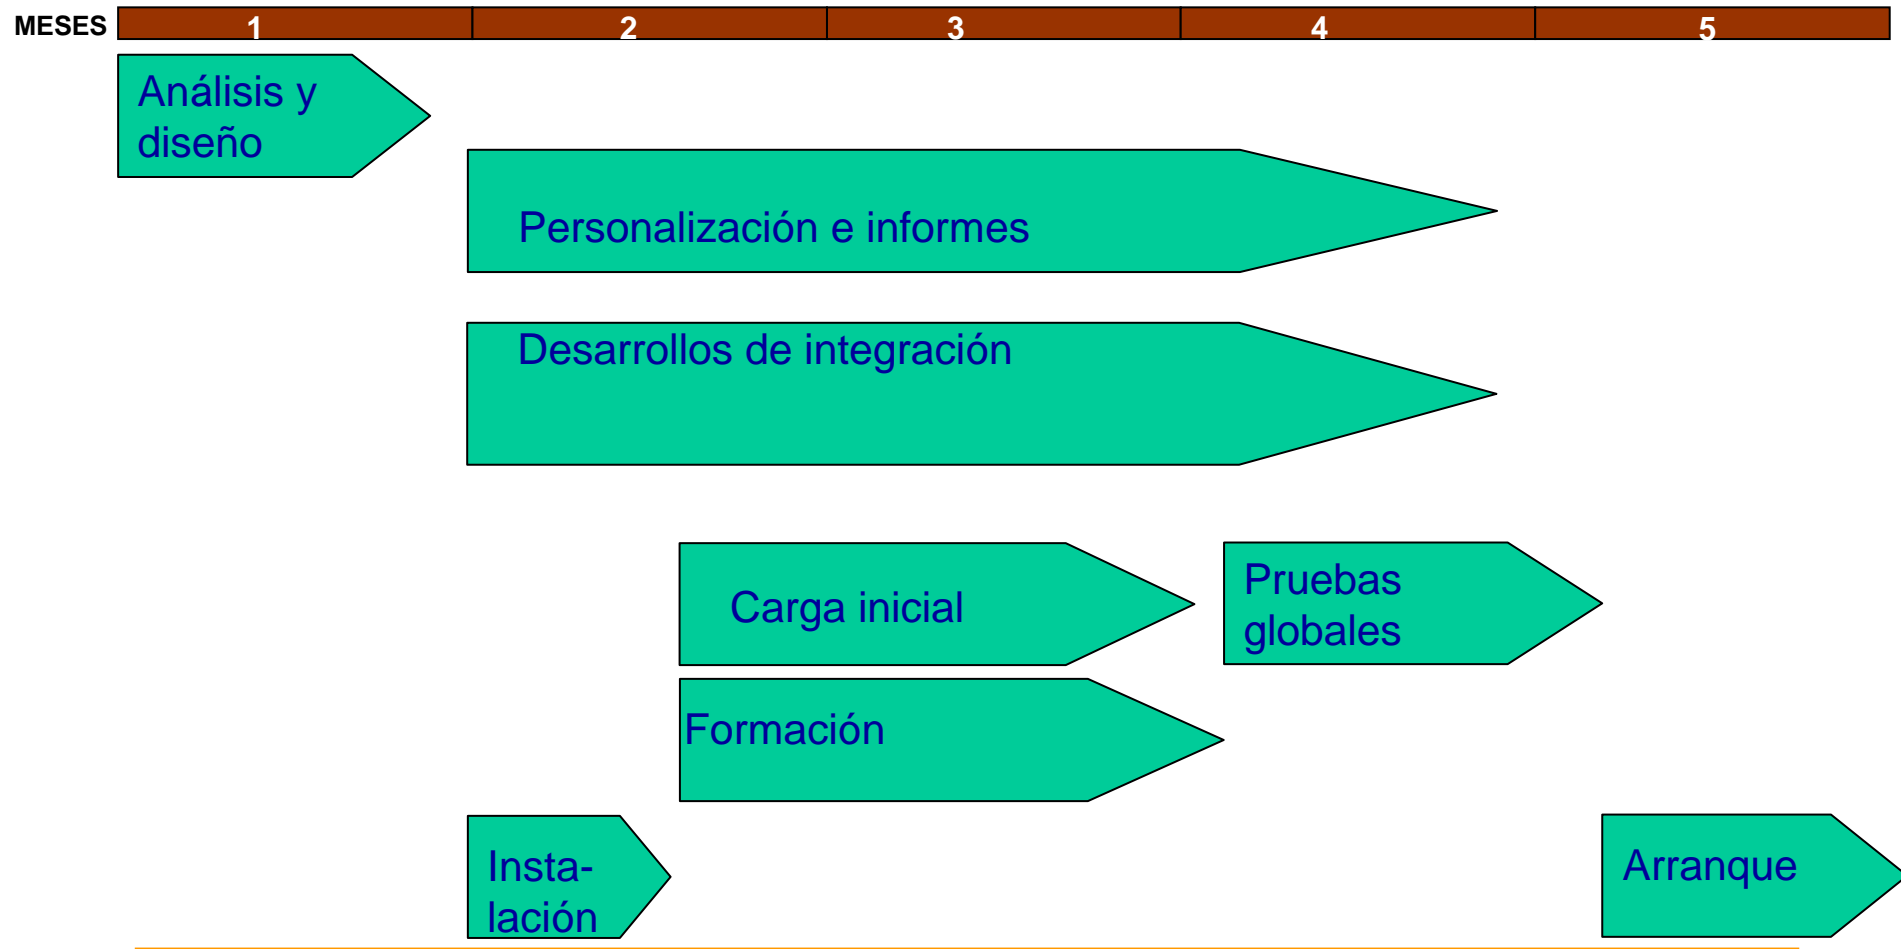 MESES 1 2 3 4 5
Análisis y
diseño
Personalización e informes
Desarrollos de integración
Carga inicial
Pruebas
globales
Formación
Insta-
lación
Arranque